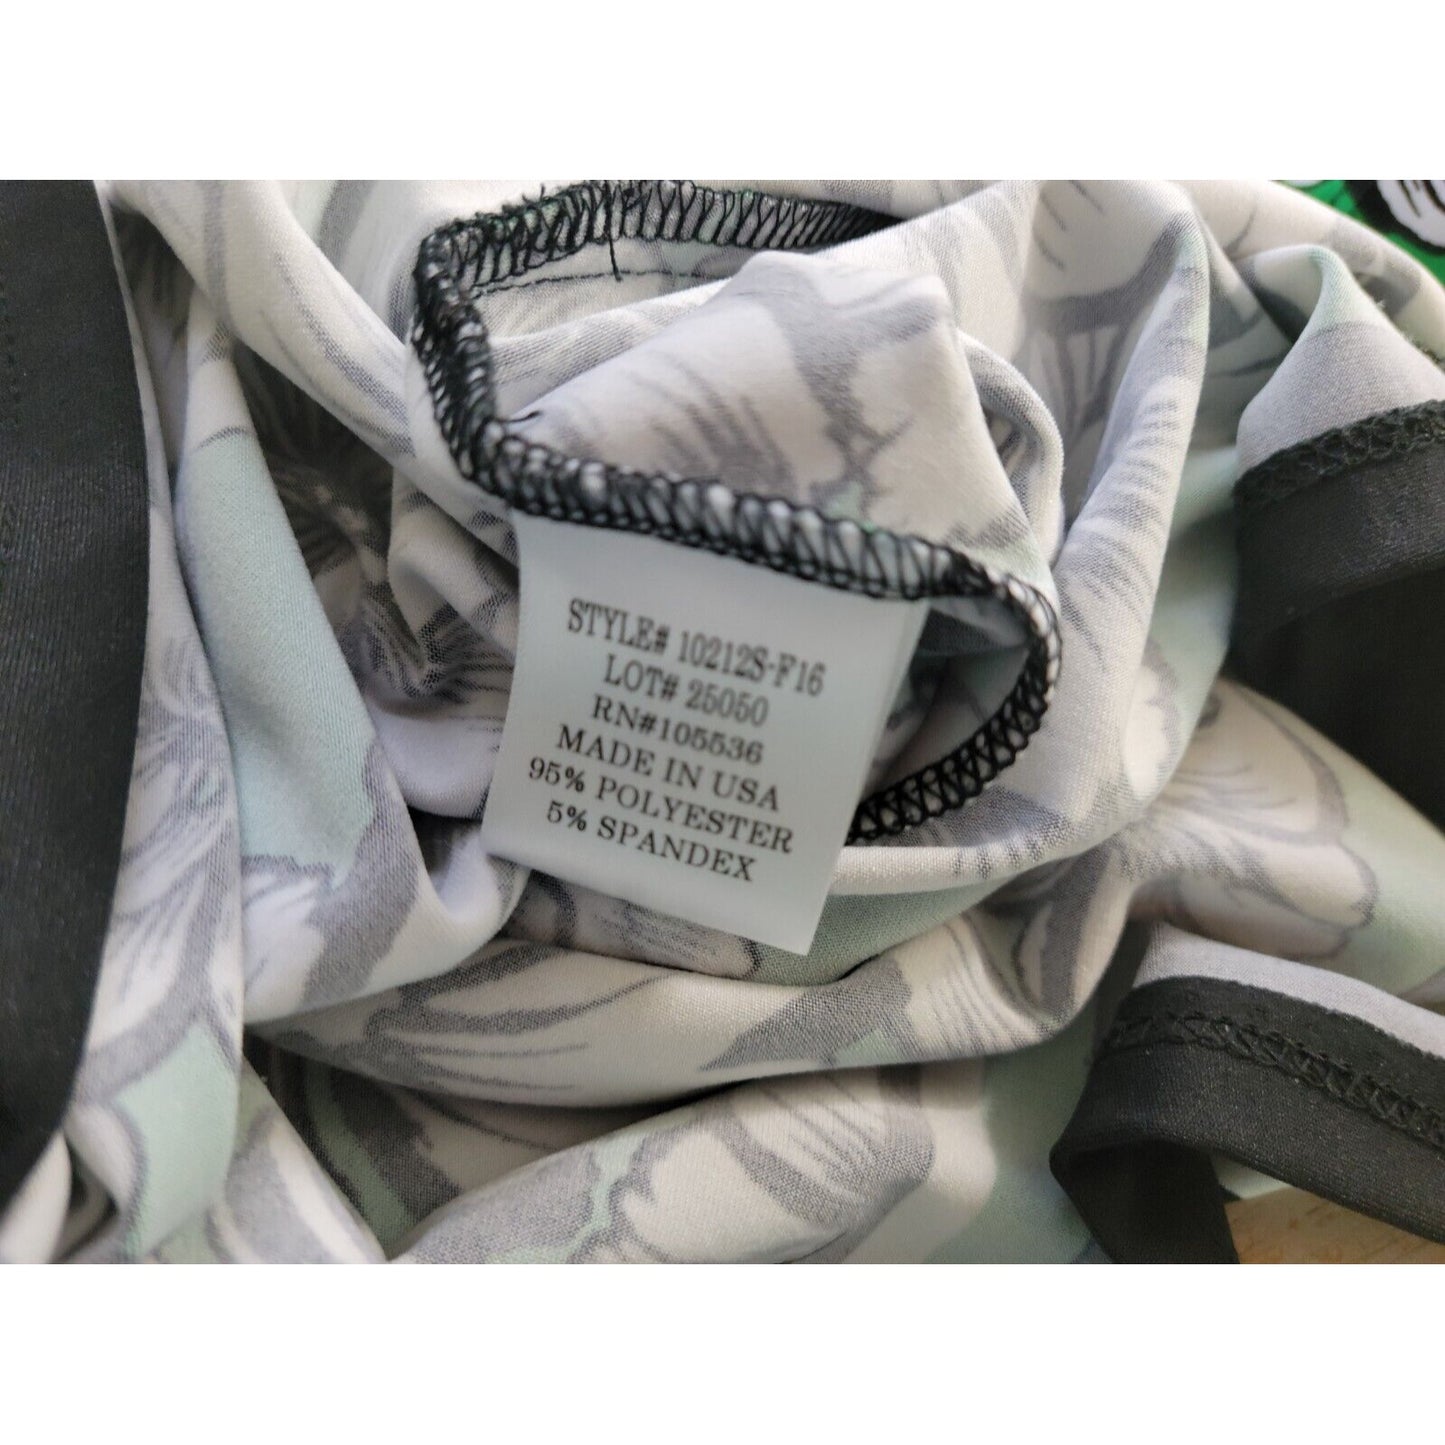 STYLE# 10212S-F16
LOT# 25050
RN#105536
MADE IN USA
95% POLYESTER
5% SPANDEX